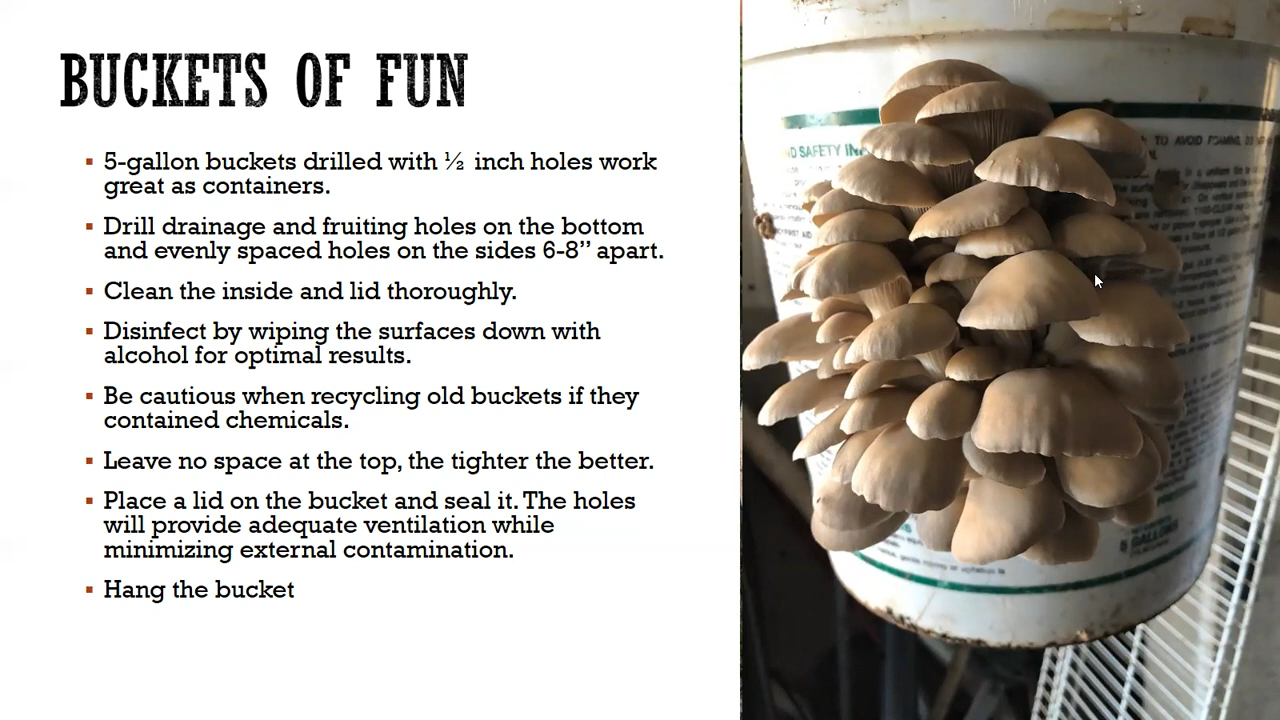 BUCKETS OF FUN
5-gallon buckets drilled with ½ inch holes work
great as containers.
Drill drainage and fruiting holes on the bottom
and evenly spaced holes on the sides 6-8” apart.
Clean the inside and lid thoroughly.
Disinfect by wiping the surfaces down with
alcohol for optimal results.
Be cautious when recycling old buckets if they
contained chemicals.
Leave no space at the top, the tighter the better.
Place a lid on the bucket and seal it. The holes
will provide adequate ventilation while
minimizing external contamination.
Hang the bucket
SAFETY
TO AVOID FOAMING,
5 GALLONS